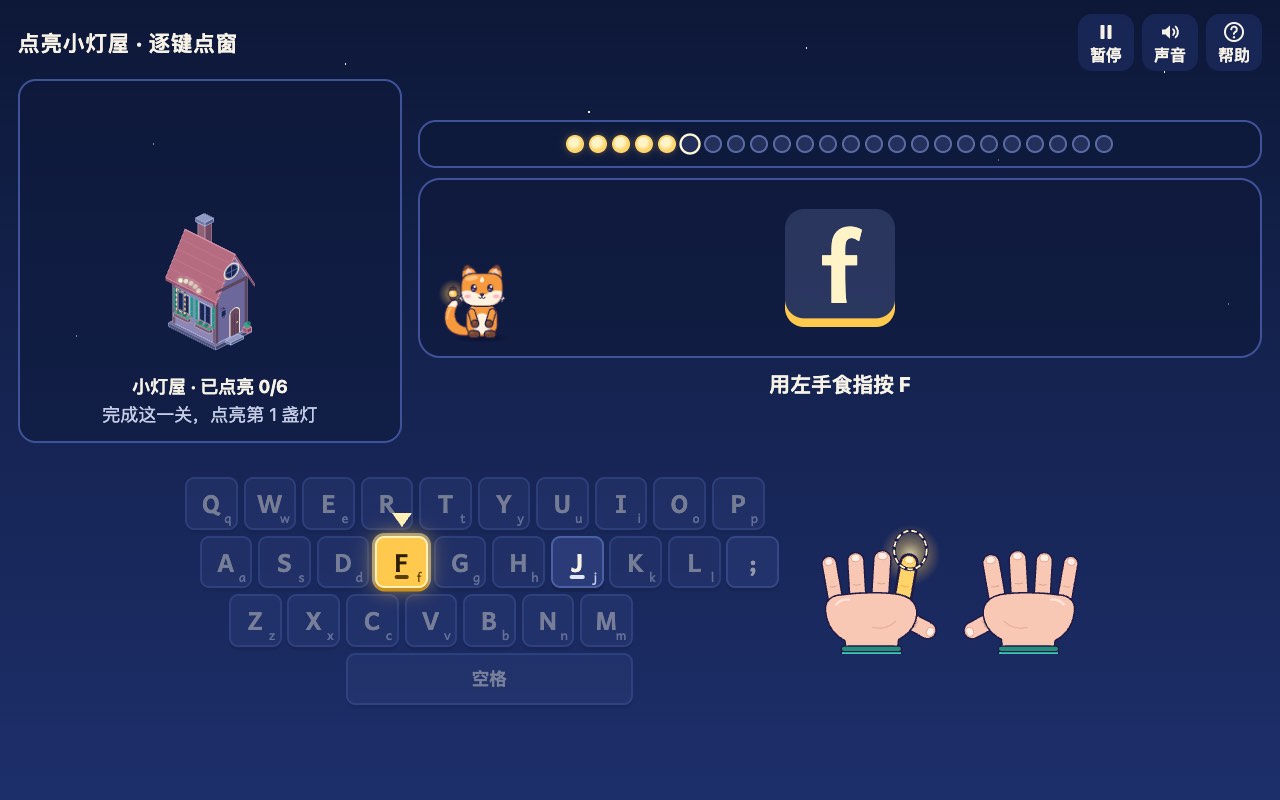 点亮小灯屋 · 逐键点窗
暂停
声音
帮助
f
小灯屋 · 已点亮 0/6
完成这一关，点亮第 1 盏灯
用左手食指按 F
Q q W w E e R T t Y y U u I i O o P p
A a S s D d F f G g H h J j K k L l ;
Z z X x C c V v B b N n M m
空格